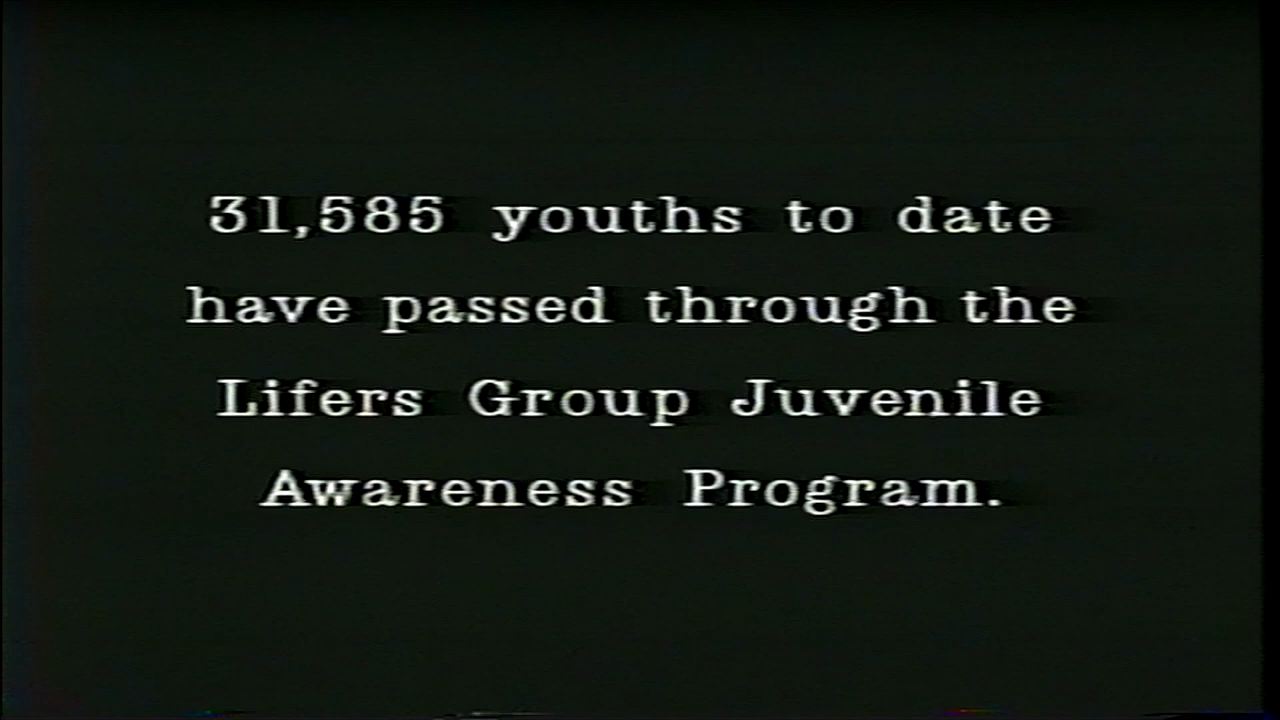 31,585 youths to date
have passed through the
Lifers Group Juvenile
Awareness Program.